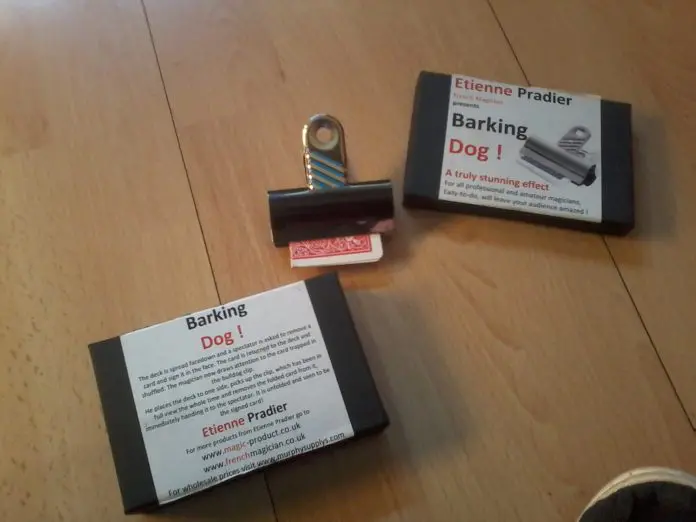 Etienne Pradier
French Magician
presents
Barking
Dog !
A truly stunning effect
For all professional and amateur magicians,
Easy-to-do, will leave your audience amazed !
Barking
Dog !
The deck is spread facedown and a spectator is asked to remove a
card and sign it in the face. The card is returned to the deck and
shuffled. The magician now draws attention to the card trapped in
the bulldog clip.
He places the deck to one side, picks up the clip, which has been in
full view the whole time and removes the folded card from it,
immediately handing it to the spectator. It is unfolded and seen to be
the signed card!
Etienne Pradier
For more products from Etienne Pradier go to
www.magic-product.co.uk
www.frenchmagician.co.uk
For wholesale prices visit www.murphysupplys.com